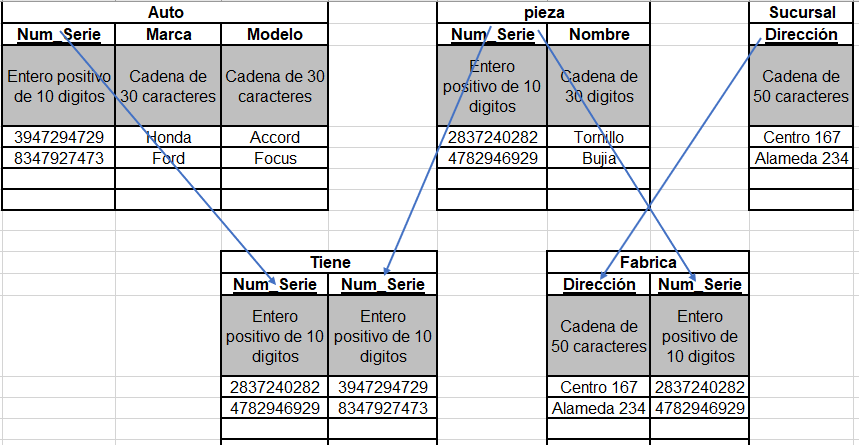 Auto pieza Sucursal
Num_Serie Marca Modelo Num_Serie Nombre Dirección
Entero positivo de 10 digitos Cadena de 30 caracteres Cadena de 30 caracteres Entero positivo de 10 digitos Cadena de 30 digitos Cadena de 50 caracteres
3947294729 Honda Accord 2837240282 Tornillo Centro 167
8347927473 Ford Focus 4782946929 Bujia Alameda 234
Tiene Fabrica
Num_Serie Num_Serie Dirección Num_Serie
Entero positivo de 10 digitos Entero positivo de 10 digitos Cadena de 50 caracteres Entero positivo de 10 digitos
2837240282 3947294729 Centro 167 2837240282
4782946929 8347927473 Alameda 234 4782946929